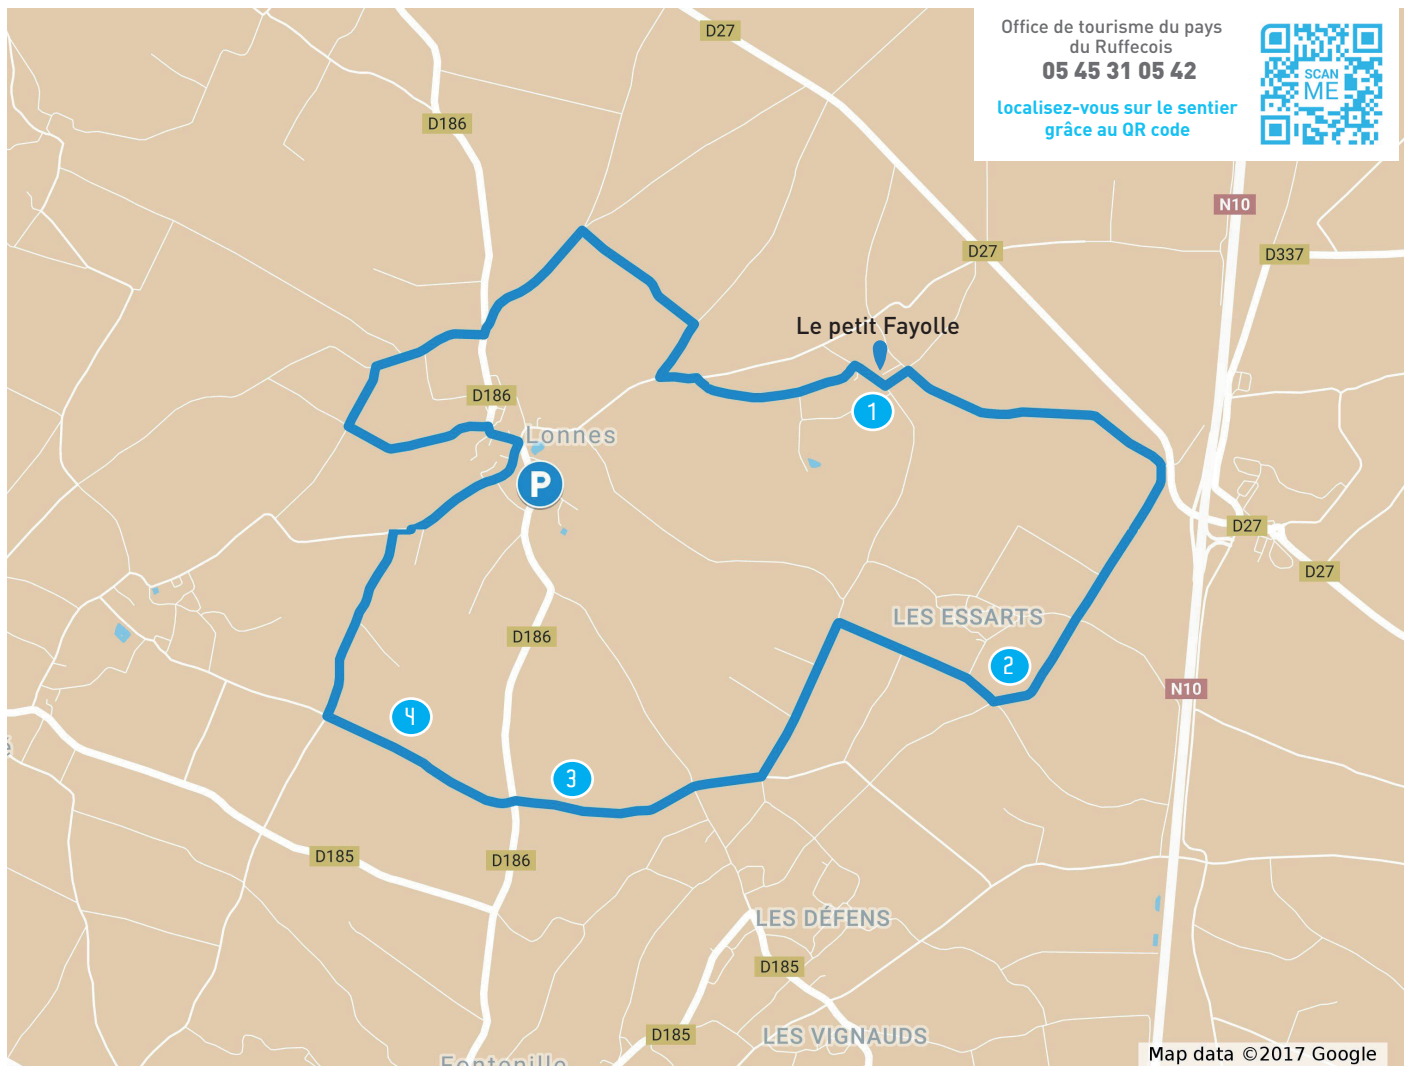 Office de tourisme du pays
du Ruffecois
05 45 31 05 42
localisez-vous sur le sentier
grâce au QR code
SCAN
ME
D27
D186
N10
D27
D337
Le petit Fayolle
D186
1
Lonnes
P
D27
D27
LES ESSARTS
D186
2
N10
4
é
3
D185
D186
LES DÉFENS
D185
D185
LES VIGNAUDS
Fontenille
Map data ©2017 Google